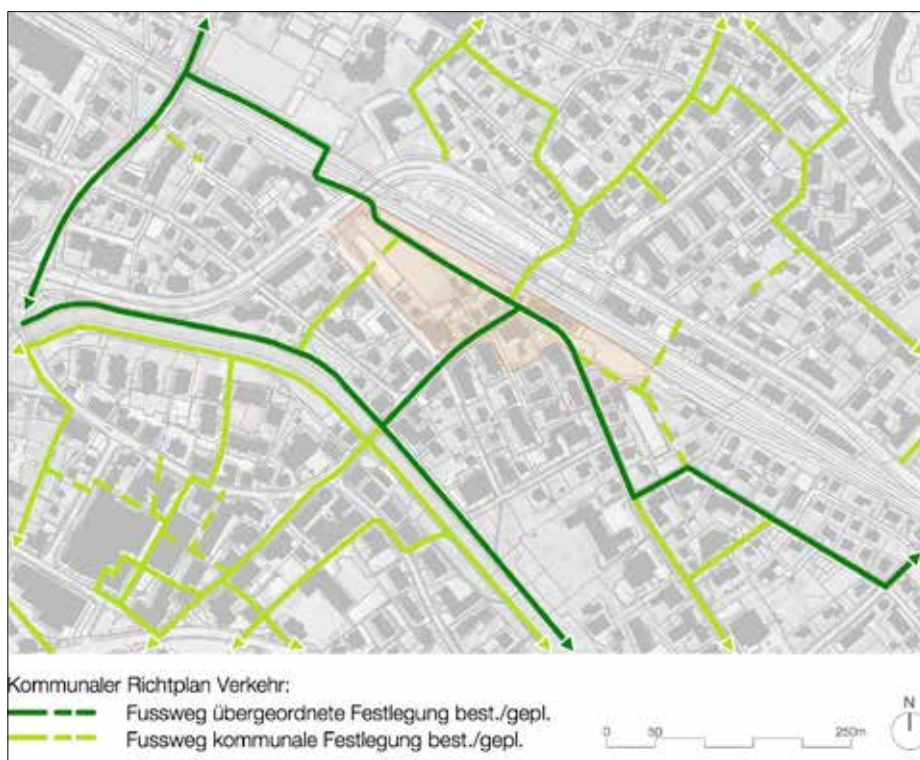 Kommunaler Richtplan Verkehr:
Fussweg übergeordnete Festlegung best./gepl.
Fussweg kommunale Festlegung best./gepl.
0 50 250m
N